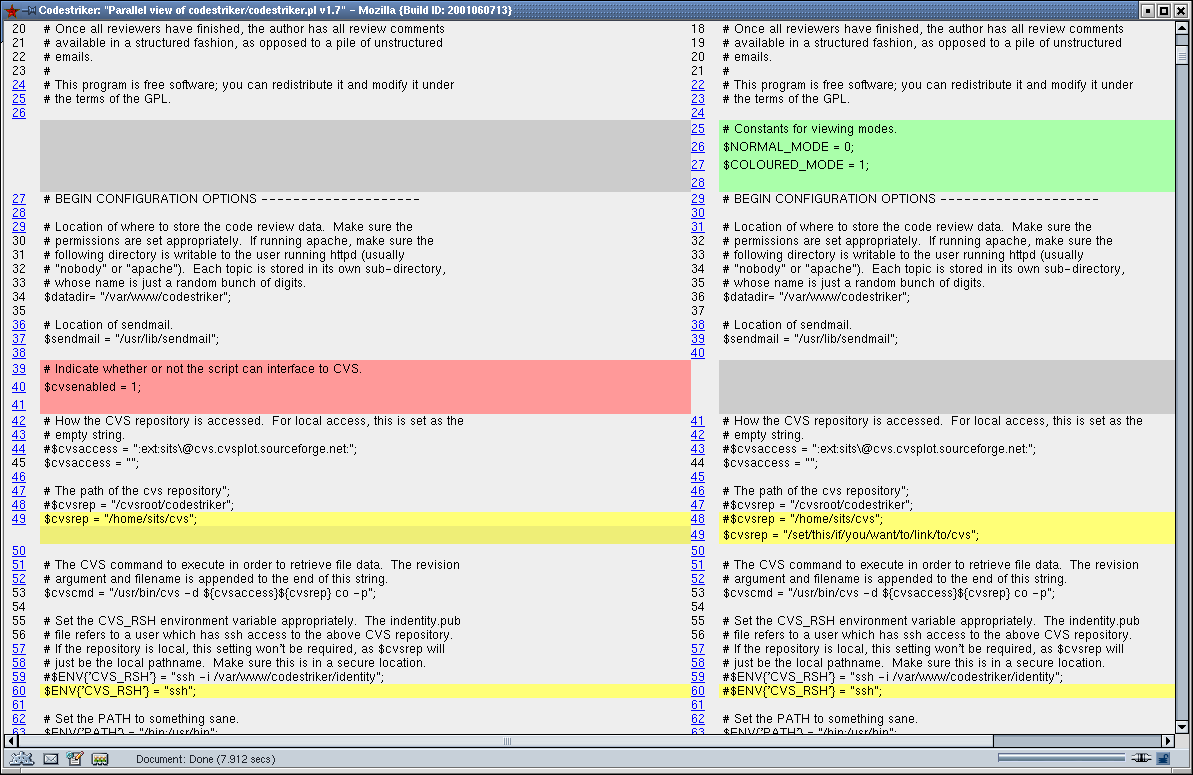 Codestriker: "Parallel view of codestriker/codestriker.pl v1.7" – Mozilla {Build ID: 2001060713}
20 # Once all reviewers have finished, the author has all review comments
21 # available in a structured fashion, as opposed to a pile of unstructured
22 # emails.
23 #
24 # This program is free software; you can redistribute it and modify it under
25 # the terms of the GPL.
26
27 # BEGIN CONFIGURATION OPTIONS --------------------
28
29 # Location of where to store the code review data.  Make sure the
30 # permissions are set appropriately.  If running apache, make sure the
31 # following directory is writable to the user running httpd (usually
32 # "nobody" or "apache").  Each topic is stored in its own sub-directory,
33 # whose name is just a random bunch of digits.
34 $datadir= "/var/www/codestriker";
35
36 # Location of sendmail.
37 $sendmail = "/usr/lib/sendmail";
38
39 # Indicate whether or not the script can interface to CVS.
40 $cvsenabled = 1;
41
42 # How the CVS repository is accessed.  For local access, this is set as the
43 # empty string.
44 #$cvsaccess = ":ext:sits\@cvs.cvsplot.sourceforge.net:";
45 $cvsaccess = "";
46
47 # The path of the cvs repository";
48 #$cvsrep = "/cvsroot/codestriker";
49 $cvsrep = "/home/sits/cvs";
50
51 # The CVS command to execute in order to retrieve file data.  The revision
52 # argument and filename is appended to the end of this string.
53 $cvscmd = "/usr/bin/cvs -d ${cvsaccess}${cvsrep} co -p";
54
55 # Set the CVS_RSH environment variable appropriately.  The indentity.pub
56 # file refers to a user which has ssh access to the above CVS repository.
57 # If the repository is local, this setting won't be required, as $cvsrep will
58 # just be the local pathname.  Make sure this is in a secure location.
59 #$ENV{'CVS_RSH'} = "ssh -i /var/www/codestriker/identity";
60 $ENV{'CVS_RSH'} = "ssh";
61
62 # Set the PATH to something sane.
63 $ENV{'PATH'} = "/bin:/usr/bin";
18 # Once all reviewers have finished, the author has all review comments
19 # available in a structured fashion, as opposed to a pile of unstructured
20 # emails.
21 #
22 # This program is free software; you can redistribute it and modify it under
23 # the terms of the GPL.
24
25 # Constants for viewing modes.
26 $NORMAL_MODE = 0;
27 $COLOURED_MODE = 1;
28
29 # BEGIN CONFIGURATION OPTIONS --------------------
30
31 # Location of where to store the code review data.  Make sure the
32 # permissions are set appropriately.  If running apache, make sure the
33 # following directory is writable to the user running httpd (usually
34 # "nobody" or "apache").  Each topic is stored in its own sub-directory,
35 # whose name is just a random bunch of digits.
36 $datadir= "/var/www/codestriker";
37
38 # Location of sendmail.
39 $sendmail = "/usr/lib/sendmail";
40
41 # How the CVS repository is accessed.  For local access, this is set as the
42 # empty string.
43 #$cvsaccess = ":ext:sits\@cvs.cvsplot.sourceforge.net:";
44 $cvsaccess = "";
45
46 # The path of the cvs repository";
47 #$cvsrep = "/cvsroot/codestriker";
48 #$cvsrep = "/home/sits/cvs";
49 $cvsrep = "/set/this/if/you/want/to/link/to/cvs";
50
51 # The CVS command to execute in order to retrieve file data.  The revision
52 # argument and filename is appended to the end of this string.
53 $cvscmd = "/usr/bin/cvs -d ${cvsaccess}${cvsrep} co -p";
54
55 # Set the CVS_RSH environment variable appropriately.  The indentity.pub
56 # file refers to a user which has ssh access to the above CVS repository.
57 # If the repository is local, this setting won't be required, as $cvsrep will
58 # just be the local pathname.  Make sure this is in a secure location.
59 #$ENV{'CVS_RSH'} = "ssh -i /var/www/codestriker/identity";
60 #$ENV{'CVS_RSH'} = "ssh";
61
62 # Set the PATH to something sane.
63 $ENV{'PATH'} = "/bin:/usr/bin";
Document: Done (7.912 secs)